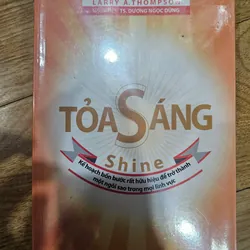 LARRY A.THOMPSON
TS. DƯƠNG NGỌC DŨNG
TỎA SÁNG
Shine
Kế hoạch bốn bước rất hữu hiệu để trở thành
một ngôi sao trong mọi lĩnh vực